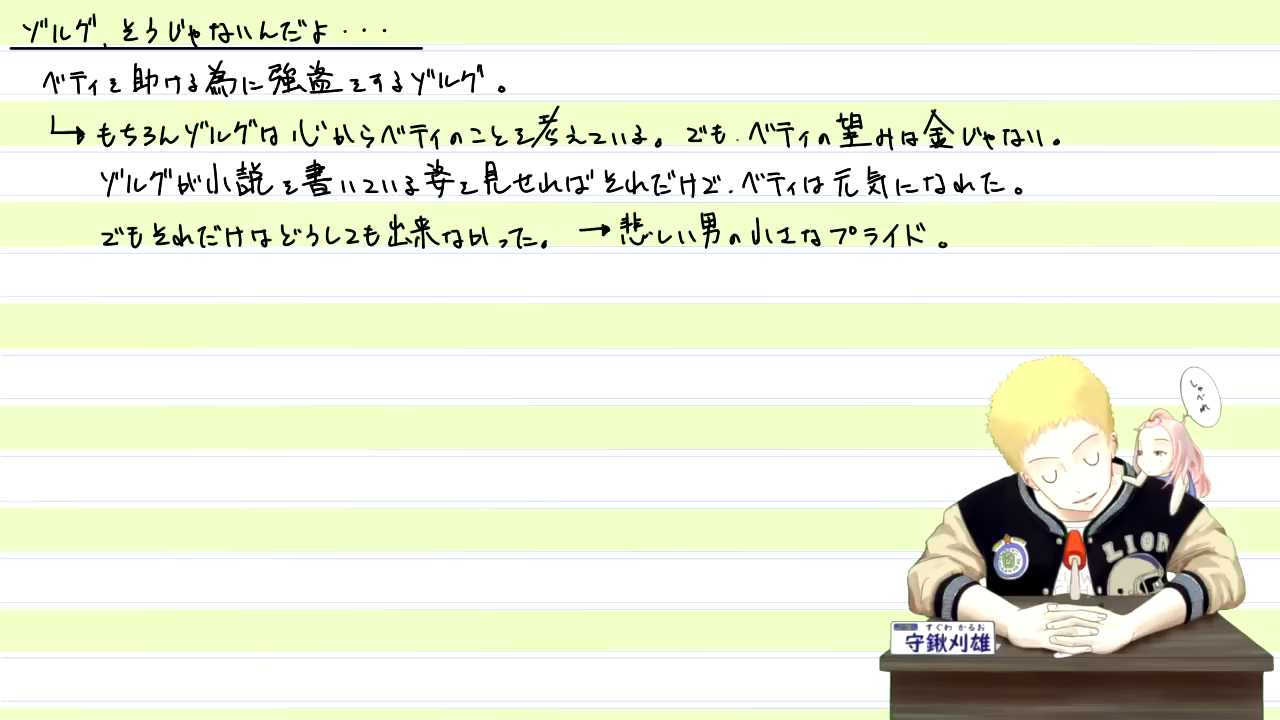 ゾルグ、そうじゃないんだよ・・・
ベティを助ける為に強盗をするゾルグ。
↳もちろんゾルグは心からベティのことを考えている。でも、ベティの望みは金じゃない。
ゾルグが小説を書いている姿を見せればそれだけで、ベティは元気になれた。
でもそれだけはどうしても出来なかった。→悲しい男の小さなプライド。
しゃべれ
LION
すぐわ かるお
守鍬刈雄